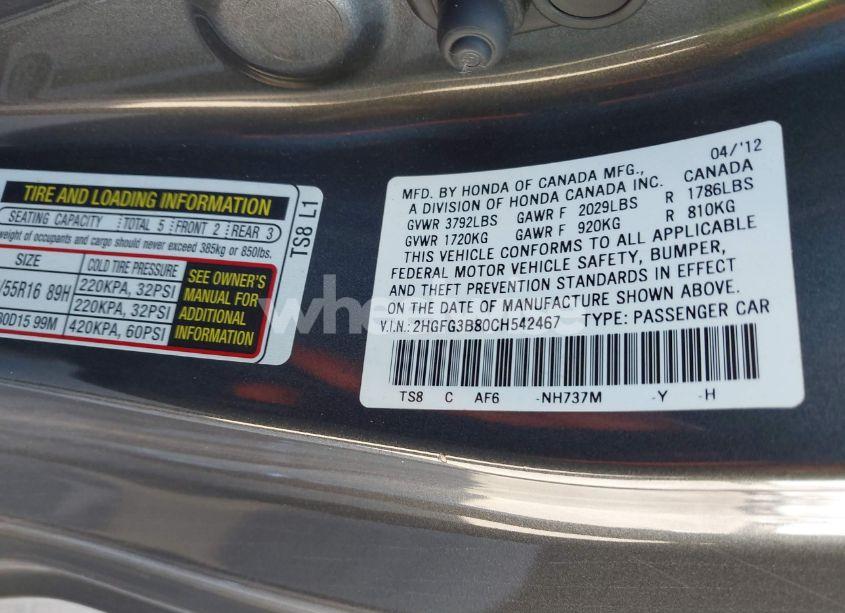 TIRE AND LOADING INFORMATION
SEATING CAPACITY TOTAL 5 FRONT 2 REAR 3
weight of occupants and cargo should never exceed 385kg or 850lbs.
SIZE COLD TIRE PRESSURE
/55R16 89H 220KPA, 32PSI
220KPA, 32PSI
80D15 99M 420KPA, 60PSI
SEE OWNER'S
MANUAL FOR
ADDITIONAL
INFORMATION
TS8 L1
04/'12
MFD. BY HONDA OF CANADA MFG., CANADA
A DIVISION OF HONDA CANADA INC.
GVWR 3792LBS GAWR F 2029LBS R 1786LBS
GVWR 1720KG GAWR F 920KG R 810KG
THIS VEHICLE CONFORMS TO ALL APPLICABLE
FEDERAL MOTOR VEHICLE SAFETY, BUMPER,
AND THEFT PREVENTION STANDARDS IN EFFECT
ON THE DATE OF MANUFACTURE SHOWN ABOVE.
V.I.N.: 2HGFG3B80CH542467 TYPE: PASSENGER CAR
TS8 C AF6 -NH737M -Y -H